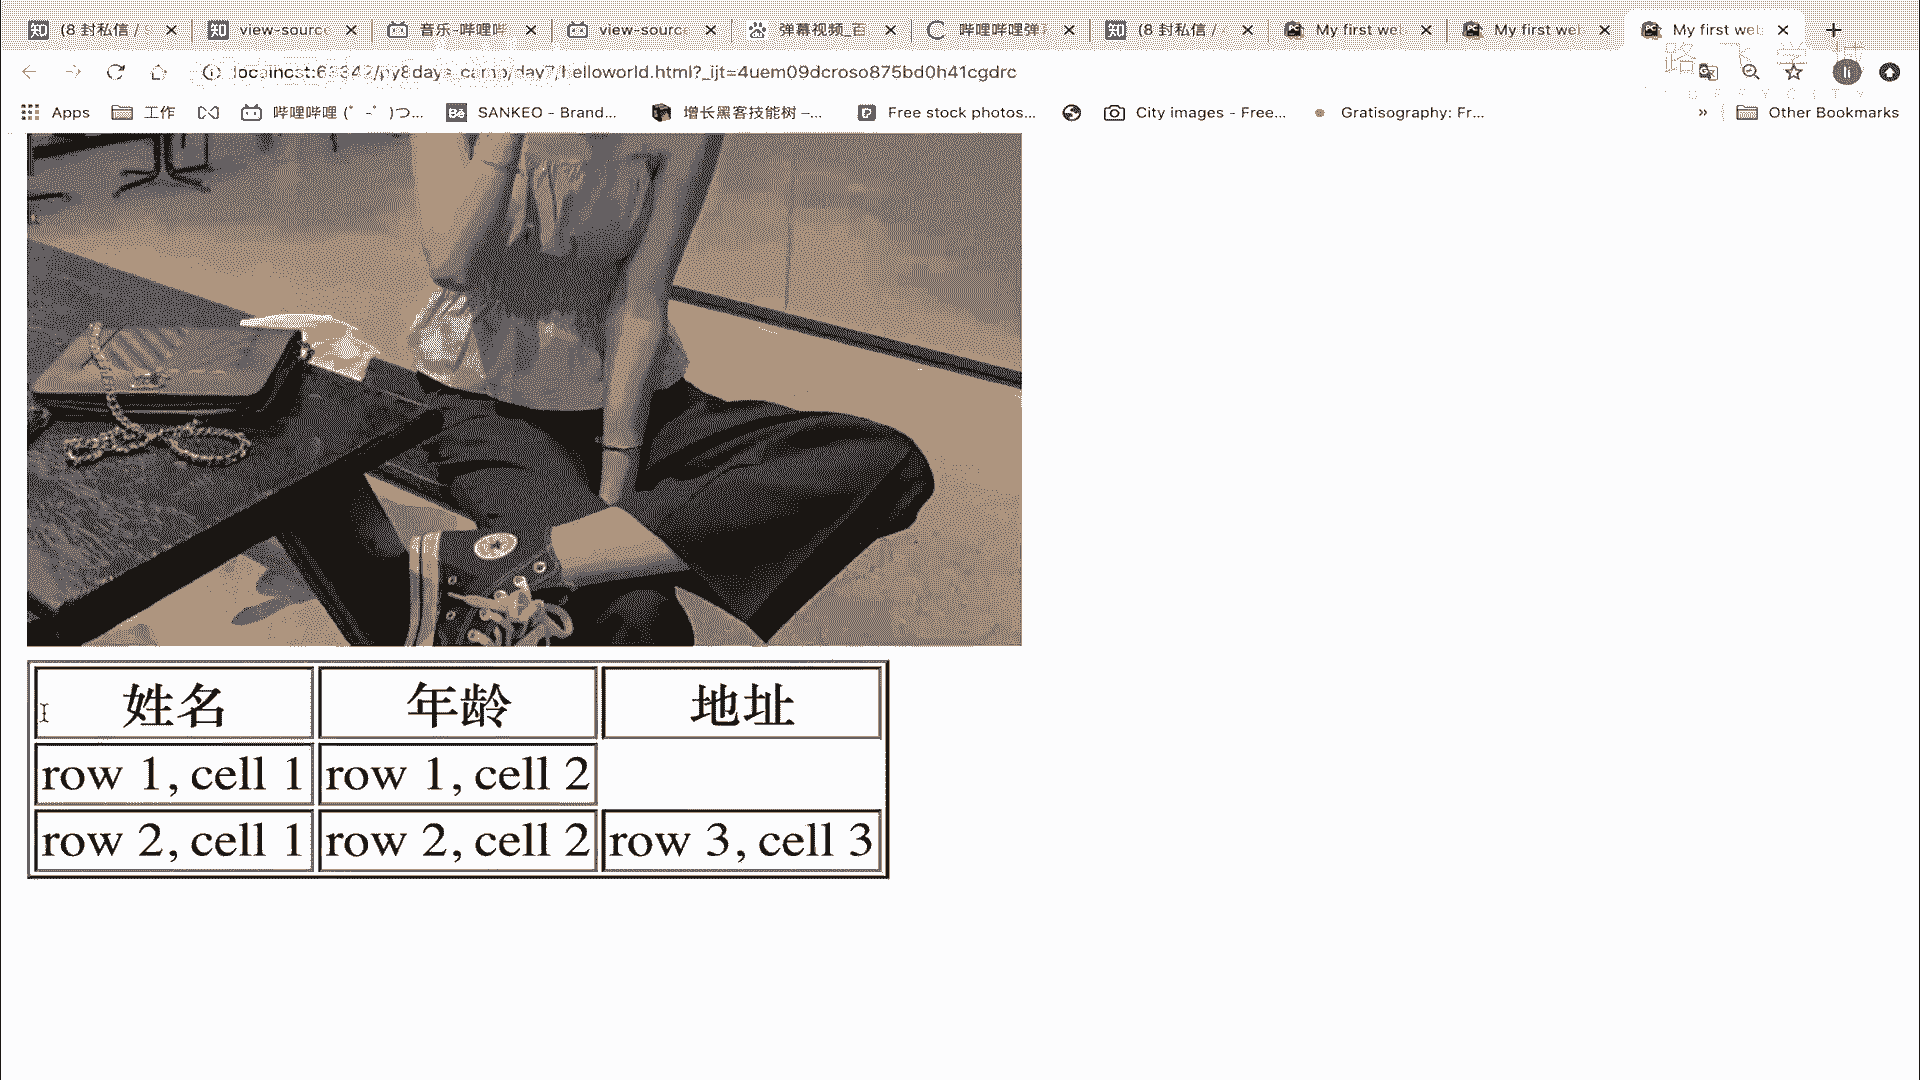 (8 封私信 /
view-source
音乐-哔哩哔
view-source
弹幕视频_百
哔哩哔哩弹
(8 封私信 /
My first we
My first wel
My first we
localhost:63342/py8days_camp/day7/helloworld.html?_ijt=4uem09dcroso875bd0h41cgdrc
Apps
工作
哔哩哔哩 (゜-゜)つ...
SANKEO - Brand...
增长黑客技能树 –...
Free stock photos...
City images - Free...
Gratisography: Fr...
»
Other Bookmarks
姓名 年龄 地址
row 1, cell 1 row 1, cell 2
row 2, cell 1 row 2, cell 2 row 3, cell 3